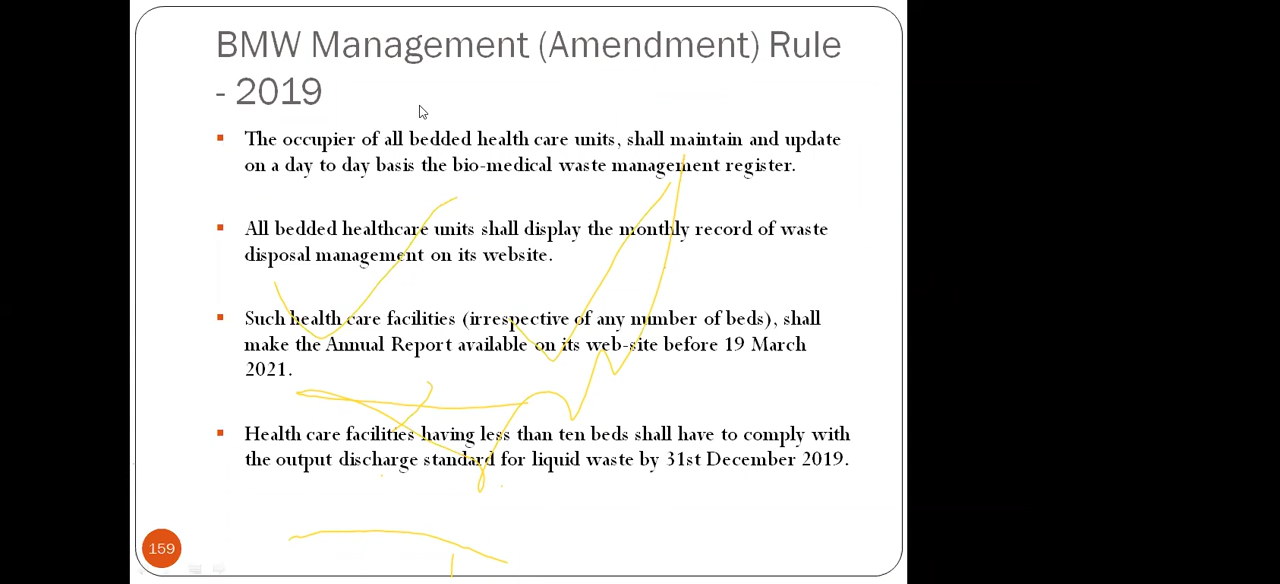 BMW Management (Amendment) Rule
- 2019
The occupier of all bedded health care units, shall maintain and update
on a day to day basis the bio-medical waste management register.
All bedded healthcare units shall display the monthly record of waste
disposal management on its website.
Such health care facilities (irrespective of any number of beds), shall
make the Annual Report available on its web-site before 19 March
2021.
Health care facilities having less than ten beds shall have to comply with
the output discharge standard for liquid waste by 31st December 2019.
159